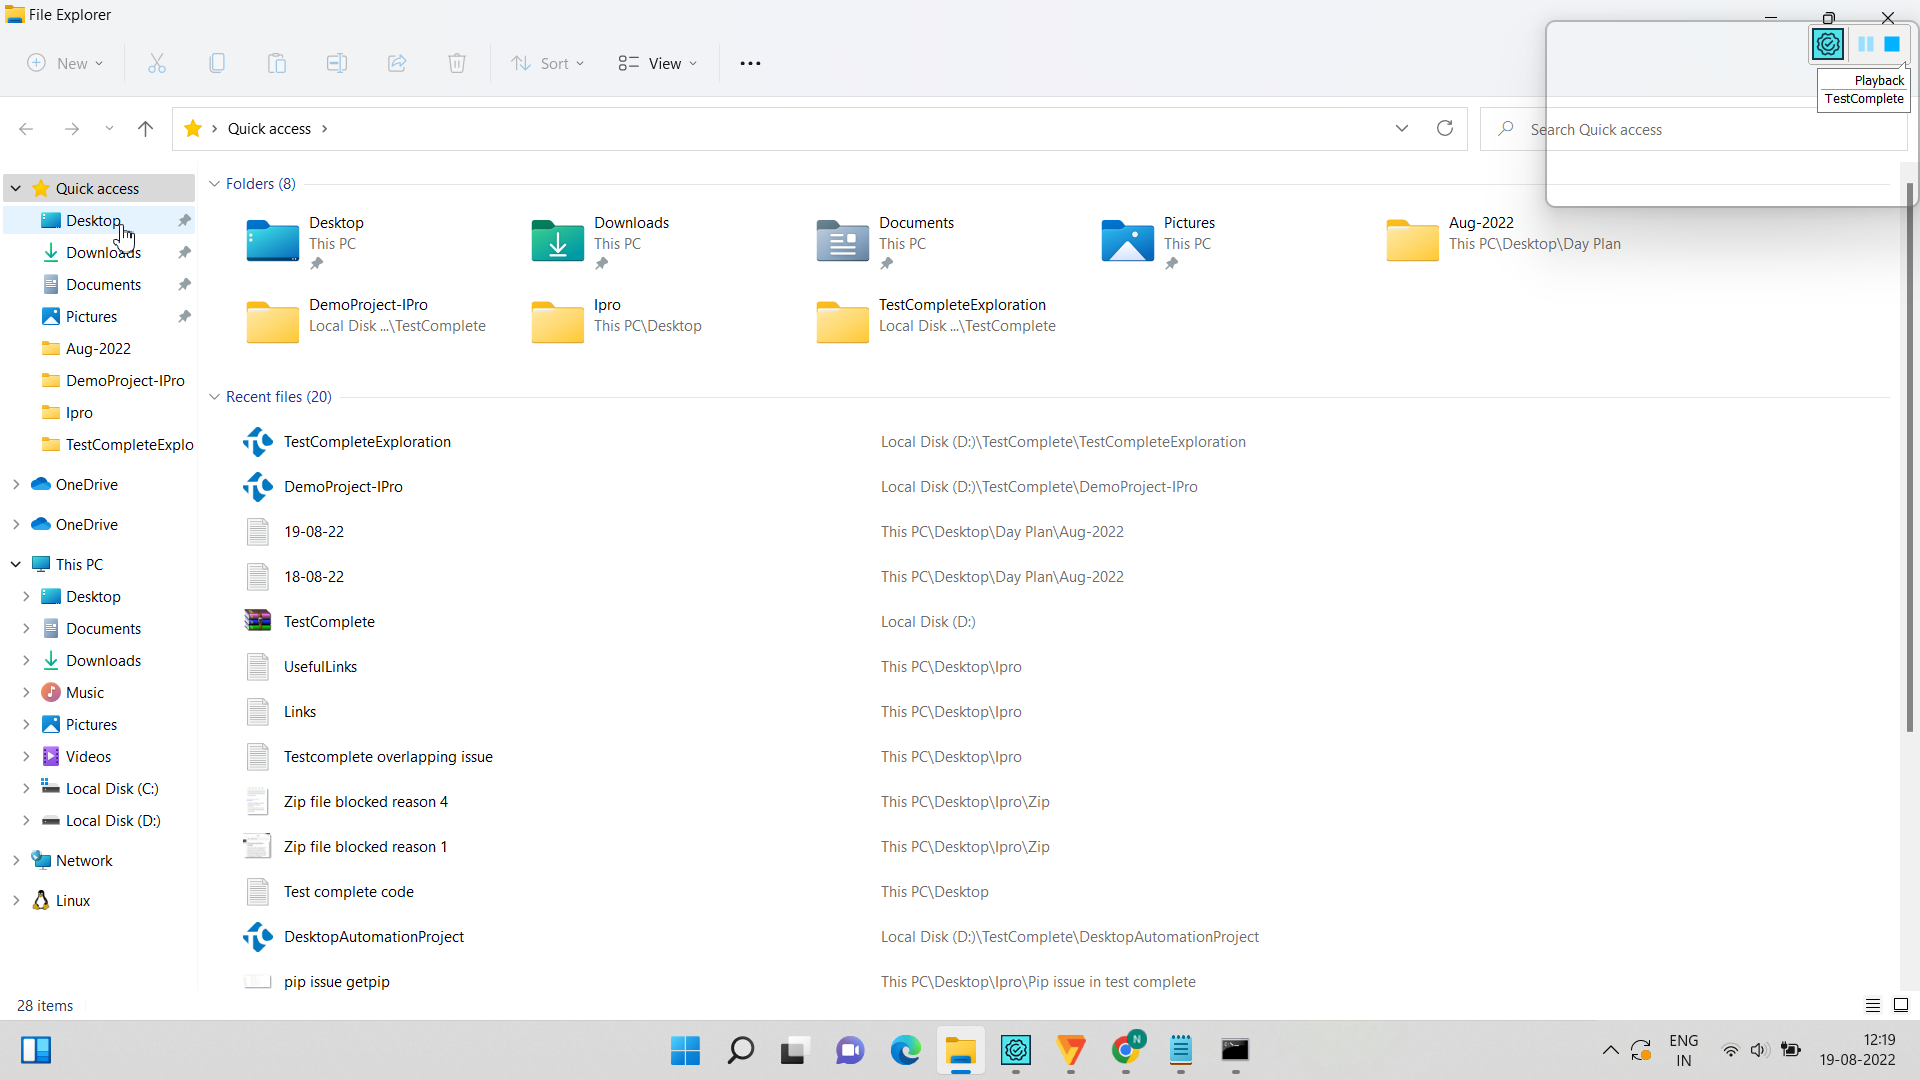 File Explorer
New
Sort
View
Playback
TestComplete
Quick access
Search Quick access
Quick access
Desktop
Downloads
Documents
Pictures
Aug-2022
DemoProject-IPro
Ipro
TestCompleteExplo
OneDrive
OneDrive
This PC
Desktop
Documents
Downloads
Music
Pictures
Videos
Local Disk (C:)
Local Disk (D:)
Network
Linux
Folders (8)
Desktop
This PC
Downloads
This PC
Documents
This PC
Pictures
This PC
Aug-2022
This PC\Desktop\Day Plan
DemoProject-IPro
Local Disk ...\TestComplete
Ipro
This PC\Desktop
TestCompleteExploration
Local Disk ...\TestComplete
Recent files (20)
TestCompleteExploration Local Disk (D:)\TestComplete\TestCompleteExploration
DemoProject-IPro Local Disk (D:)\TestComplete\DemoProject-IPro
19-08-22 This PC\Desktop\Day Plan\Aug-2022
18-08-22 This PC\Desktop\Day Plan\Aug-2022
TestComplete Local Disk (D:)
UsefulLinks This PC\Desktop\Ipro
Links This PC\Desktop\Ipro
Testcomplete overlapping issue This PC\Desktop\Ipro
Zip file blocked reason 4 This PC\Desktop\Ipro\Zip
Zip file blocked reason 1 This PC\Desktop\Ipro\Zip
Test complete code This PC\Desktop
DesktopAutomationProject Local Disk (D:)\TestComplete\DesktopAutomationProject
pip issue getpip This PC\Desktop\Ipro\Pip issue in test complete
28 items
N
ENG
IN
12:19
19-08-2022